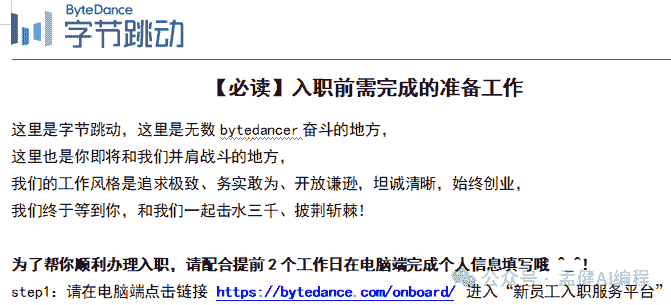 ByteDance
字节跳动
【必读】入职前需完成的准备工作
这里是字节跳动，这里是无数 bytedancer 奋斗的地方，
这里也是你即将和我们并肩战斗的地方，
我们的工作风格是追求极致、务实敢为、开放谦逊，坦诚清晰，始终创业，
我们终于等到你，和我们一起击水三千、披荆斩棘！
为了帮你顺利办理入职，请配合提前 2 个工作日在电脑端完成个人信息填写哦 ^_^！
公众号·孟健AI编程
step1：请在电脑端点击链接 https://bytedance.com/onboard/ 进入“新员工入职服务平台”